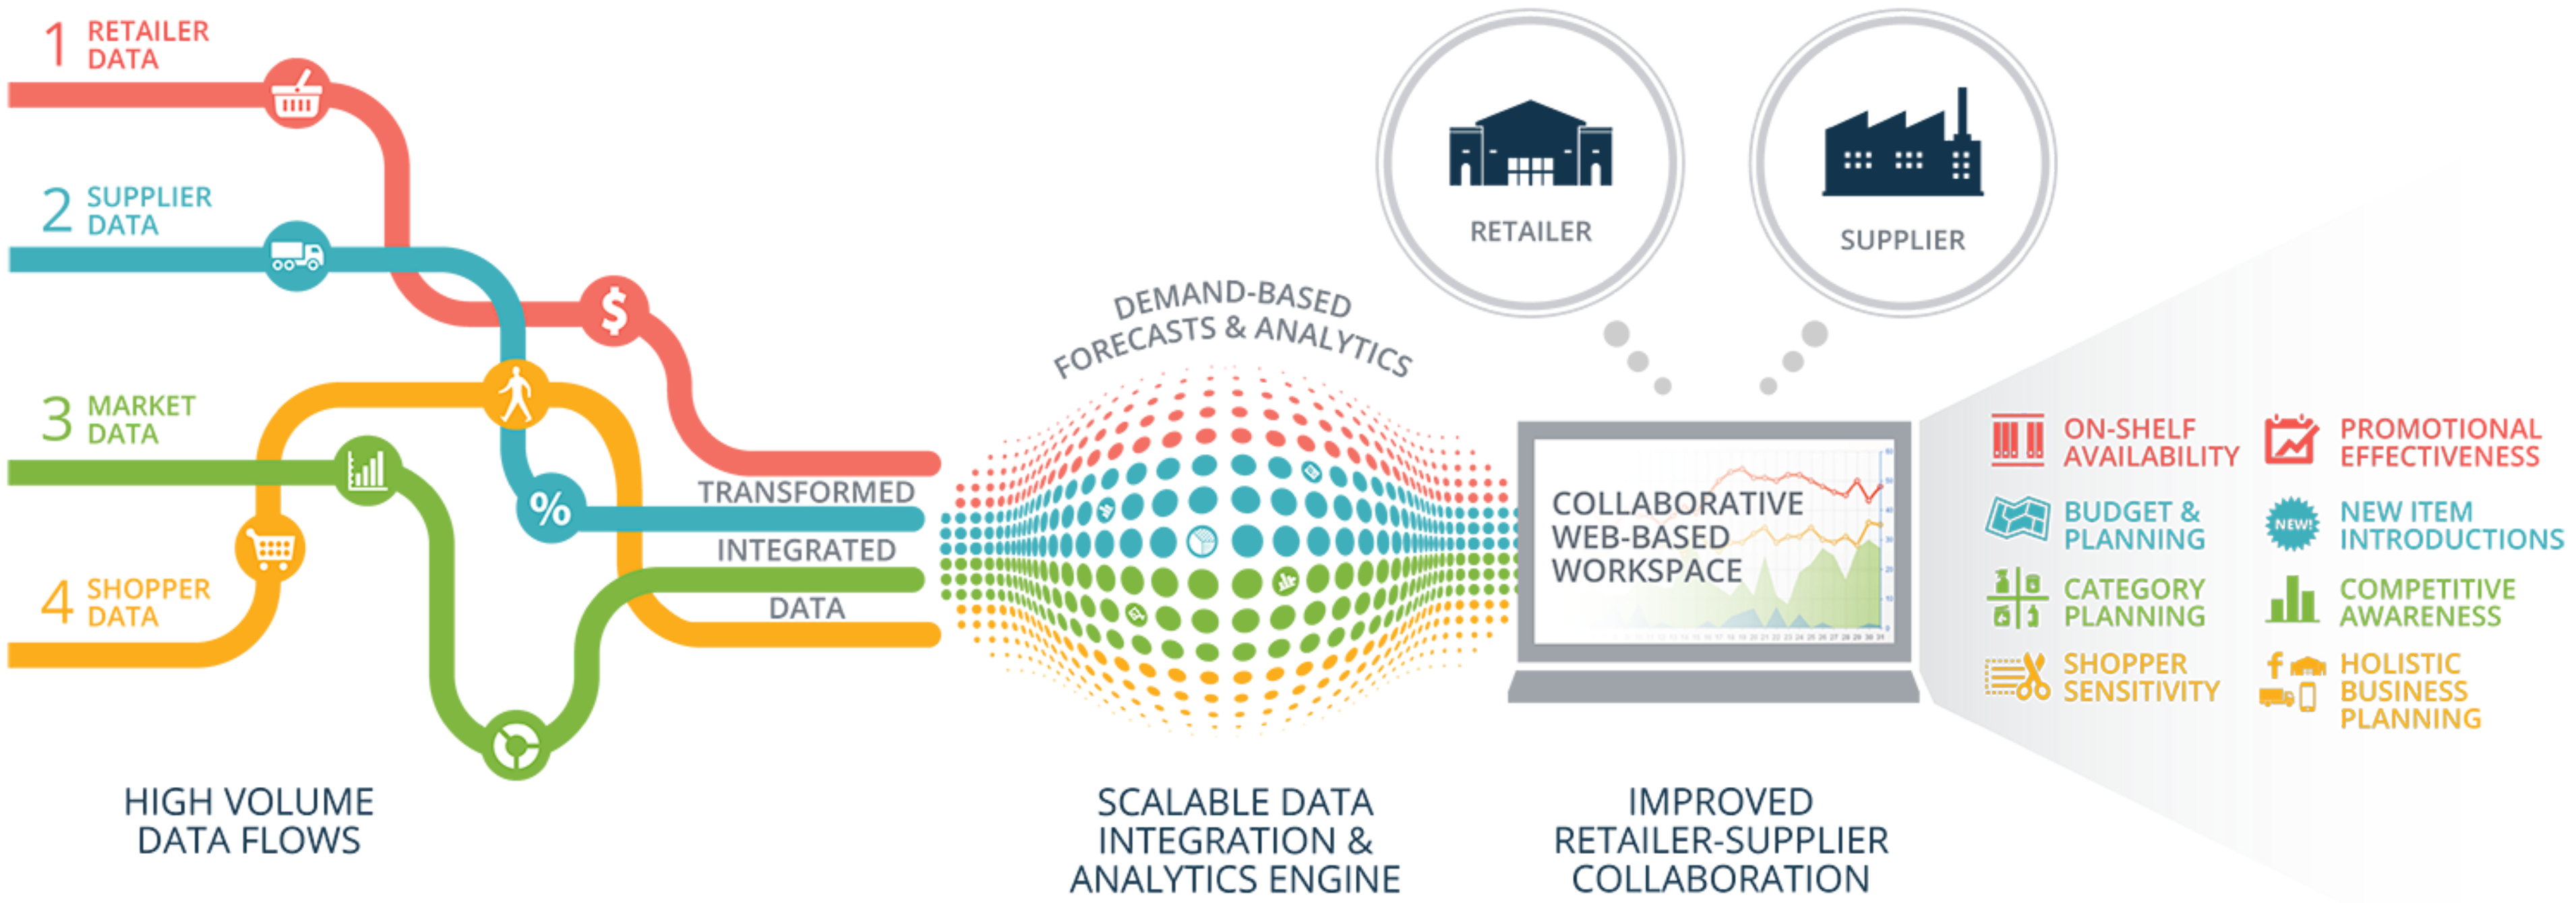 1 RETAILER
DATA
2 SUPPLIER
DATA
3 MARKET
DATA
4 SHOPPER
DATA
$
%
TRANSFORMED
INTEGRATED
DATA
HIGH VOLUME
DATA FLOWS
DEMAND-BASED
FORECASTS & ANALYTICS
SCALABLE DATA
INTEGRATION &
ANALYTICS ENGINE
RETAILER
SUPPLIER
COLLABORATIVE
WEB-BASED
WORKSPACE
IMPROVED
RETAILER-SUPPLIER
COLLABORATION
ON-SHELF
AVAILABILITY
PROMOTIONAL
EFFECTIVENESS
BUDGET &
PLANNING
NEW!
NEW ITEM
INTRODUCTIONS
CATEGORY
PLANNING
COMPETITIVE
AWARENESS
SHOPPER
SENSITIVITY
f
HOLISTIC
BUSINESS
PLANNING